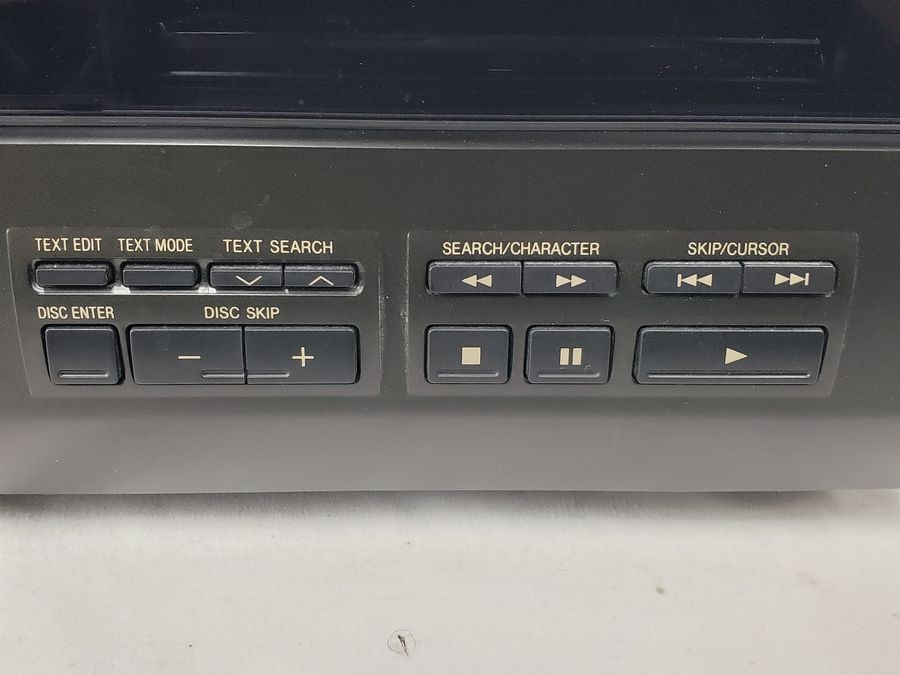 TEXT EDIT TEXT MODE TEXT SEARCH
DISC ENTER DISC SKIP
− +
SEARCH/CHARACTER SKIP/CURSOR